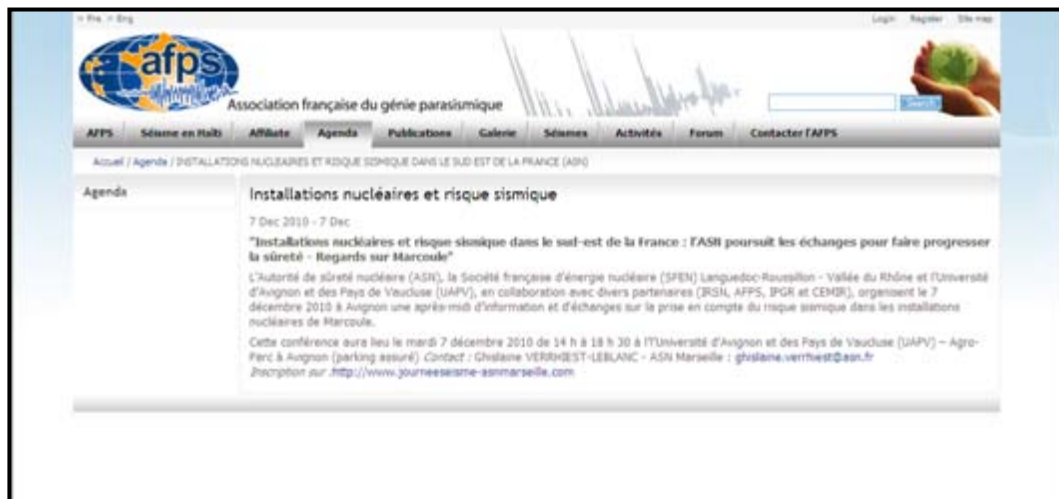 Fra Eng
Login Register Site map
afps
Association française du génie parasismique
Search
AFPS Séisme en Haïti Affiliate Agenda Publications Galerie Séismes Activités Forum Contacter l'AFPS
Accueil / Agenda / INSTALLATIONS NUCLEAIRES ET RISQUE SISMIQUE DANS LE SUD EST DE LA FRANCE (ASN)
Agenda
Installations nucléaires et risque sismique
7 Dec 2010 - 7 Dec
"Installations nucléaires et risque sismique dans le sud-est de la France : l'ASN poursuit les échanges pour faire progresser
la sûreté - Regards sur Marcoule"
L'Autorité de sûreté nucléaire (ASN), la Société française d'énergie nucléaire (SFEN) Languedoc-Roussillon - Vallée du Rhône et l'Université
d'Avignon et des Pays de Vaucluse (UAPV), en collaboration avec divers partenaires (IRSN, AFPS, IPGR et CEMIR), organisent le 7
décembre 2010 à Avignon une après-midi d'information et d'échanges sur la prise en compte du risque sismique dans les installations
nucléaires de Marcoule.
Cette conférence aura lieu le mardi 7 décembre 2010 de 14 h à 18 h 30 à l'Université d'Avignon et des Pays de Vaucluse (UAPV) – Agro-
Parc à Avignon (parking assuré) Contact : Ghislaine VERRHIEST-LEBLANC - ASN Marseille : ghislaine.verrhiest@asn.fr
Inscription sur :http://www.journeeseisme-asnmarseille.com